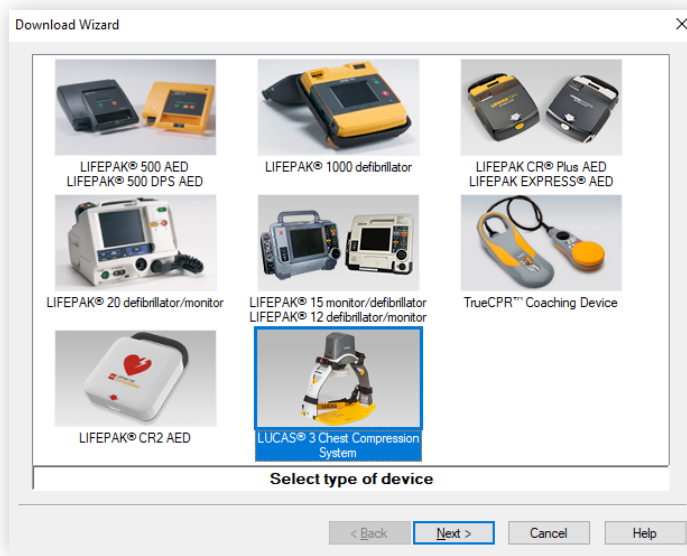 Download Wizard
LIFEPAK® 500 AED
LIFEPAK® 500 DPS AED
LIFEPAK® 1000 defibrillator
LIFEPAK CR® Plus AED
LIFEPAK EXPRESS® AED
LIFEPAK® 20 defibrillator/monitor
LIFEPAK® 15 monitor/defibrillator
LIFEPAK® 12 defibrillator/monitor
TrueCPR™ Coaching Device
LIFEPAK® CR2 AED
LUCAS® 3 Chest Compression
System
Select type of device
< Back
Next >
Cancel
Help